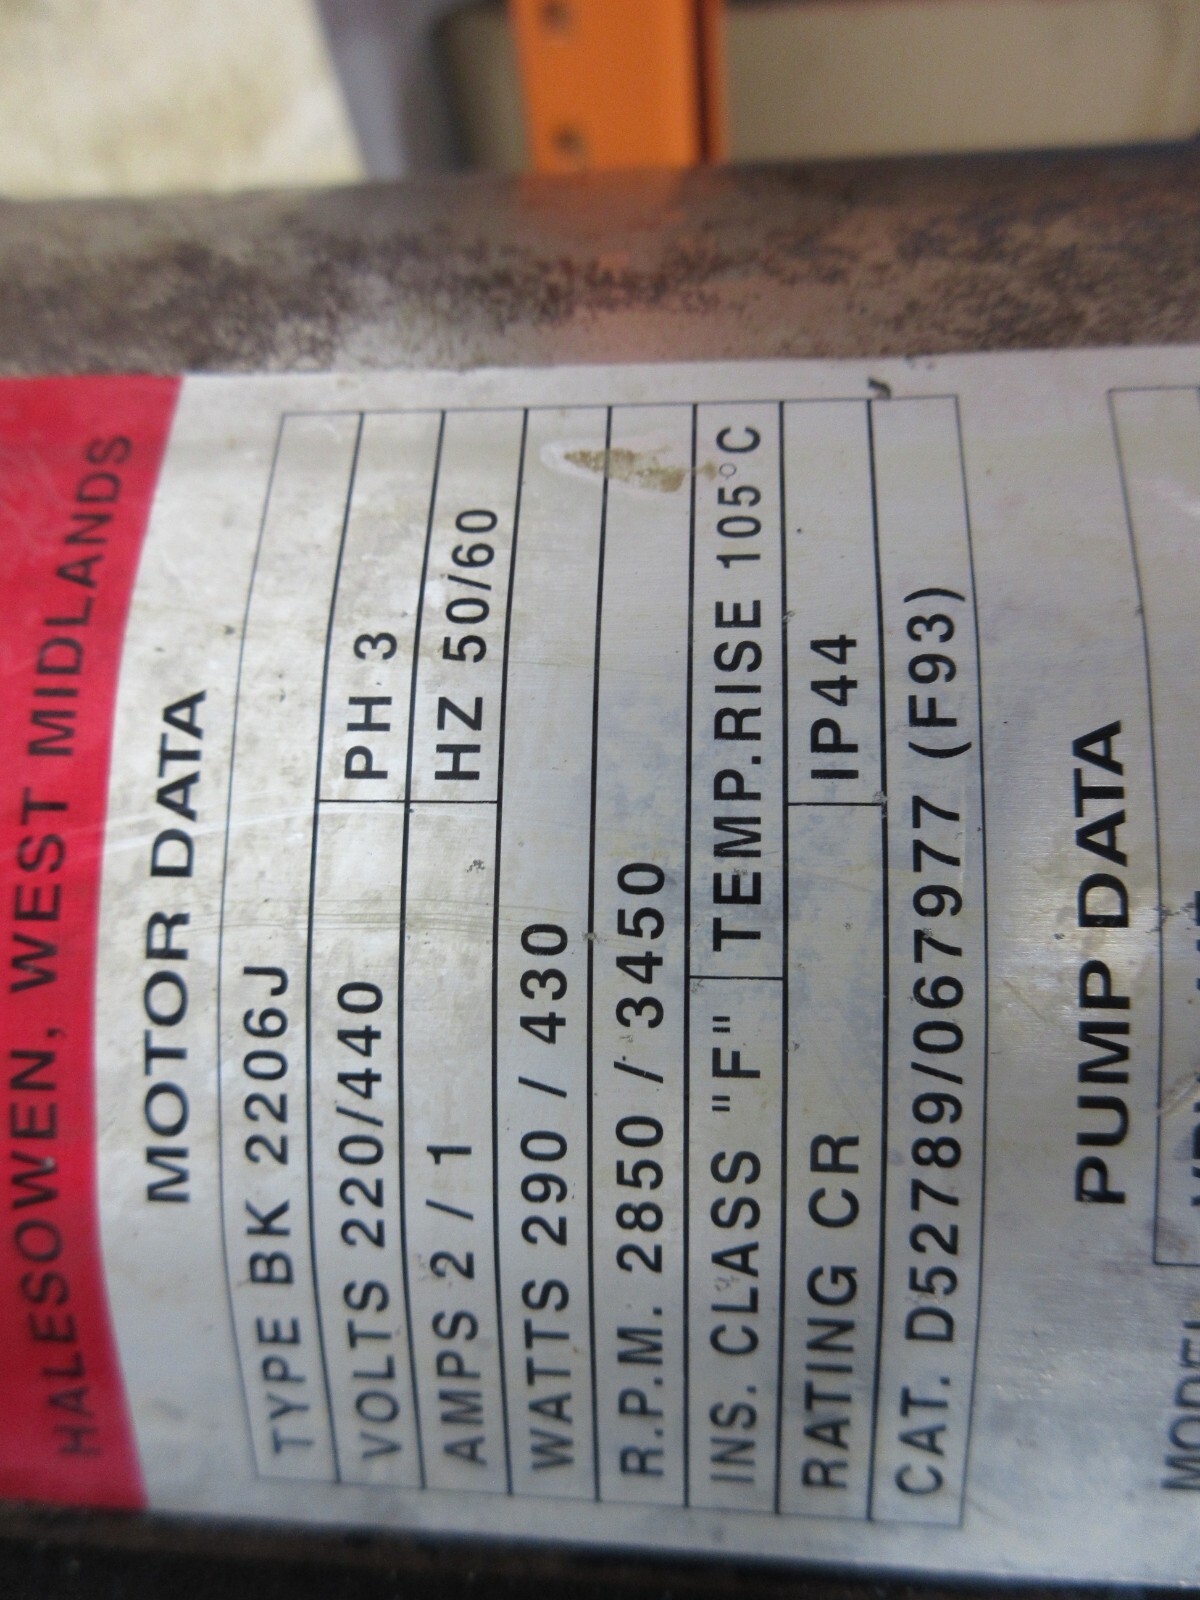 HALESOWEN, WEST MIDLANDS
MOTOR DATA
TYPE BK 2206J
VOLTS 220/440 PH 3
AMPS 2 / 1 HZ 50/60
WATTS 290 / 430
R.P.M. 2850 / 3450
INS. CLASS "F" TEMP.RISE 105°C
RATING CR IP44
CAT. D52789/067977 (F93)
PUMP DATA
MODEL